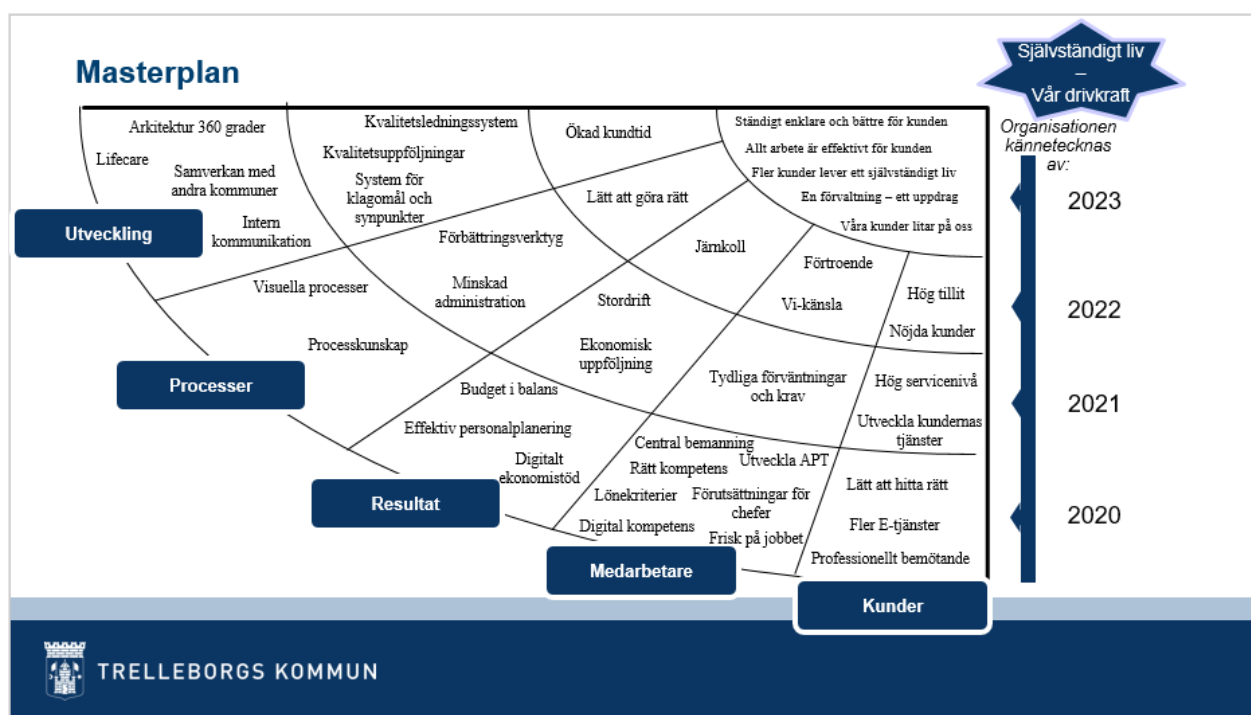 Masterplan
Självständigt liv
–
Vår drivkraft
Organisationen
kännetecknas
av:
2023
2022
2021
2020
Arkitektur 360 grader
Lifecare
Samverkan med
andra kommuner
Intern
kommunikation
Utveckling
Kvalitetsledningssystem
Kvalitetsuppföljningar
System för
klagomål och
synpunkter
Ökad kundtid
Ständigt enklare och bättre för kunden
Allt arbete är effektivt för kunden
Fler kunder lever ett självständigt liv
En förvaltning – ett uppdrag
Våra kunder litar på oss
Visuella processer
Processkunskap
Processer
Förbättringsverktyg
Minskad
administration
Lätt att göra rätt
Budget i balans
Effektiv personalplanering
Digitalt
ekonomistöd
Resultat
Stordrift
Ekonomisk
uppföljning
Järnkoll
Central bemanning
Utveckla APT
Rätt kompetens
Lönekriterier
Förutsättningar för
chefer
Digital kompetens
Frisk på jobbet
Medarbetare
Tydliga förväntningar
och krav
Förtroende
Vi-känsla
Hög tillit
Nöjda kunder
Hög servicenivå
Utveckla kundernas
tjänster
Lätt att hitta rätt
Fler E-tjänster
Professionellt bemötande
Kunder
TRELLEBORGS KOMMUN